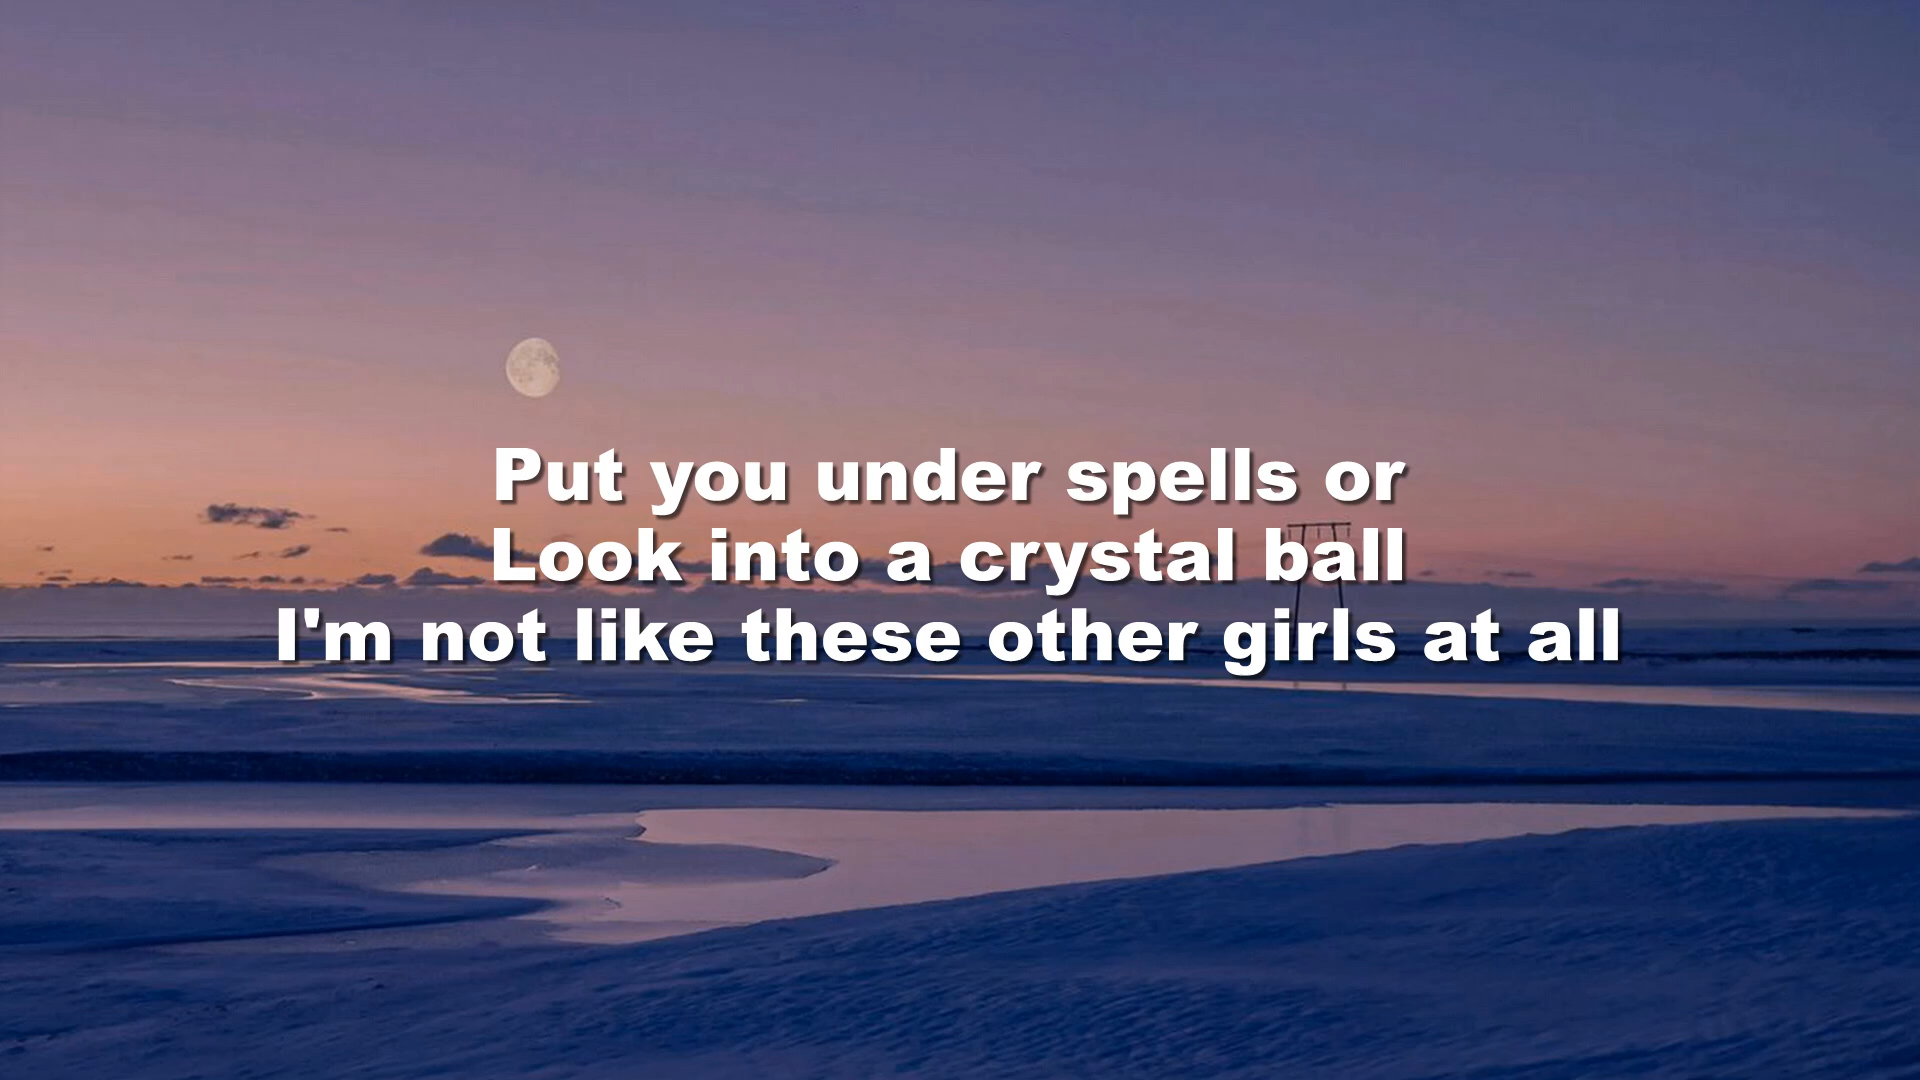 Put you under spells or
Look into a crystal ball
I'm not like these other girls at all